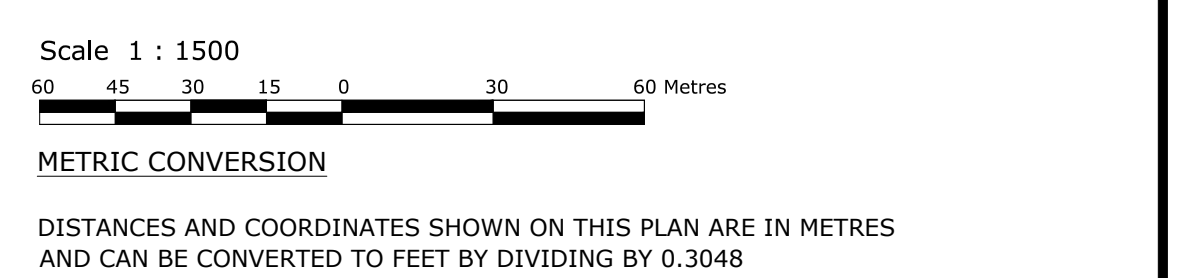 Scale 1 : 1500
60 45 30 15 0 30 60 Metres
METRIC CONVERSION
DISTANCES AND COORDINATES SHOWN ON THIS PLAN ARE IN METRES
AND CAN BE CONVERTED TO FEET BY DIVIDING BY 0.3048